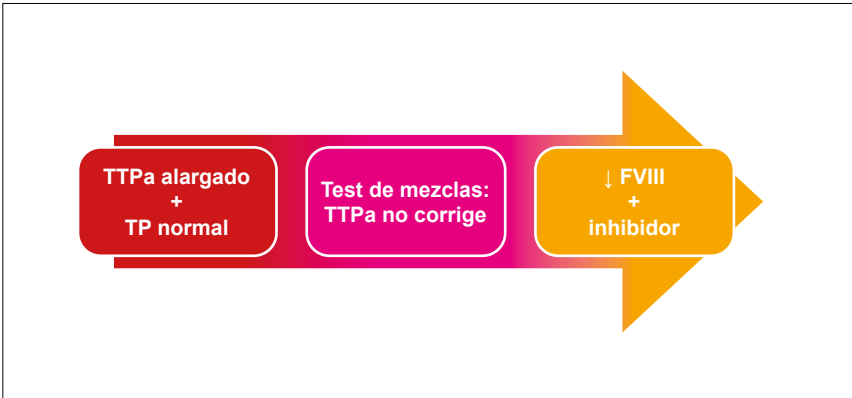 TTPa alargado
+
TP normal
Test de mezclas:
TTPa no corrige
↓ FVIII
+
inhibidor